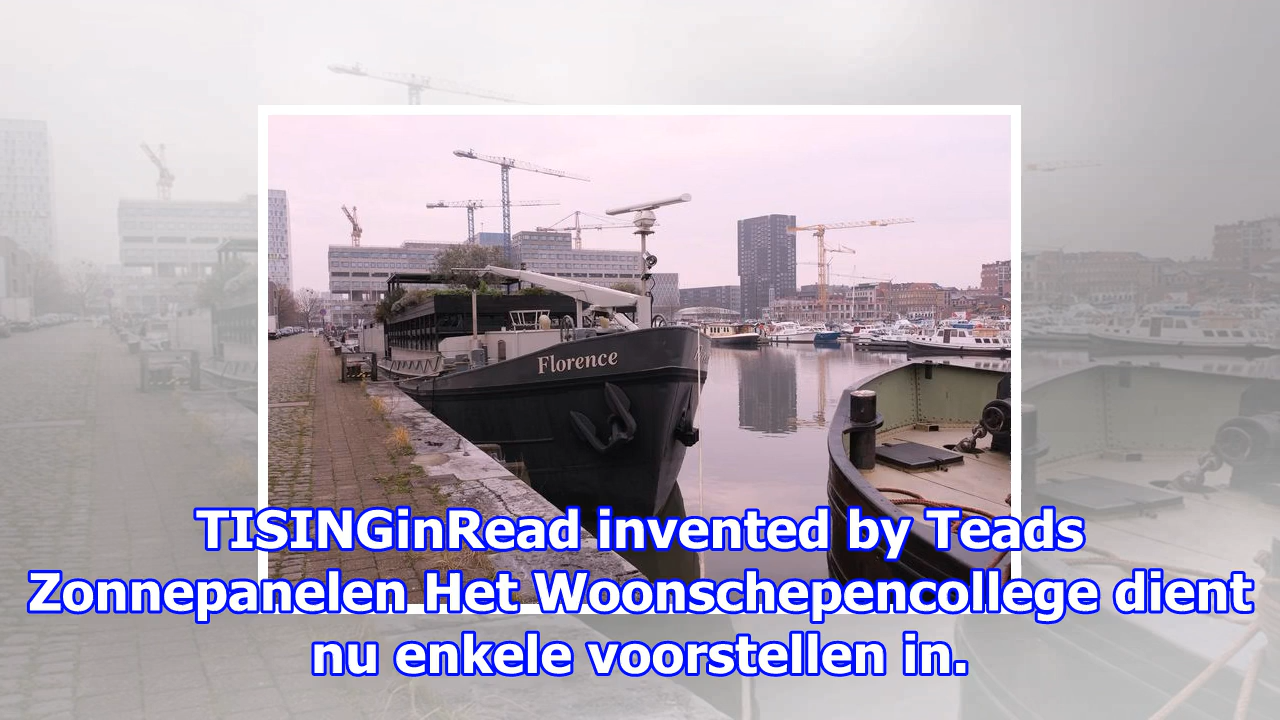 Florence
TISINGinRead invented by Teads
Zonnepanelen Het Woonschepencollege dient
nu enkele voorstellen in.